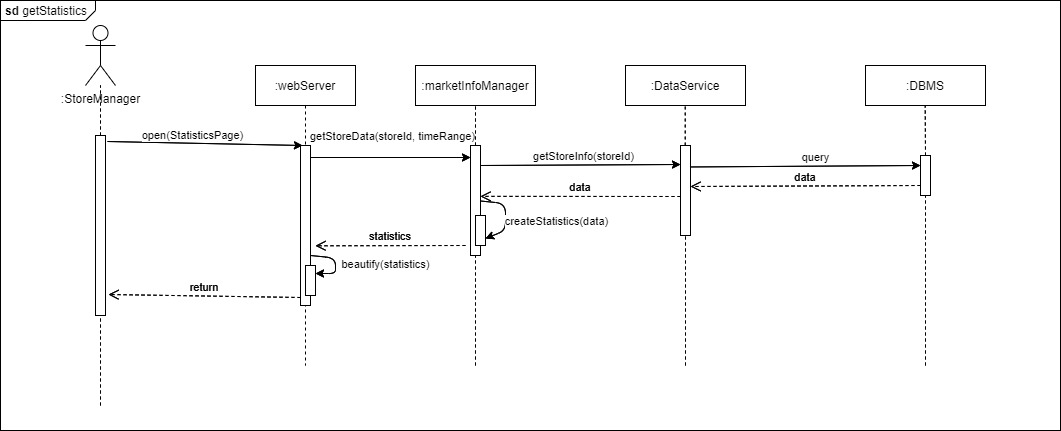 sd getStatistics
:StoreManager
:webServer
:marketInfoManager
:DataService
:DBMS
open(StatisticsPage)
getStoreData(storeId, timeRange)
getStoreInfo(storeId)
query
data
data
createStatistics(data)
statistics
beautify(statistics)
return